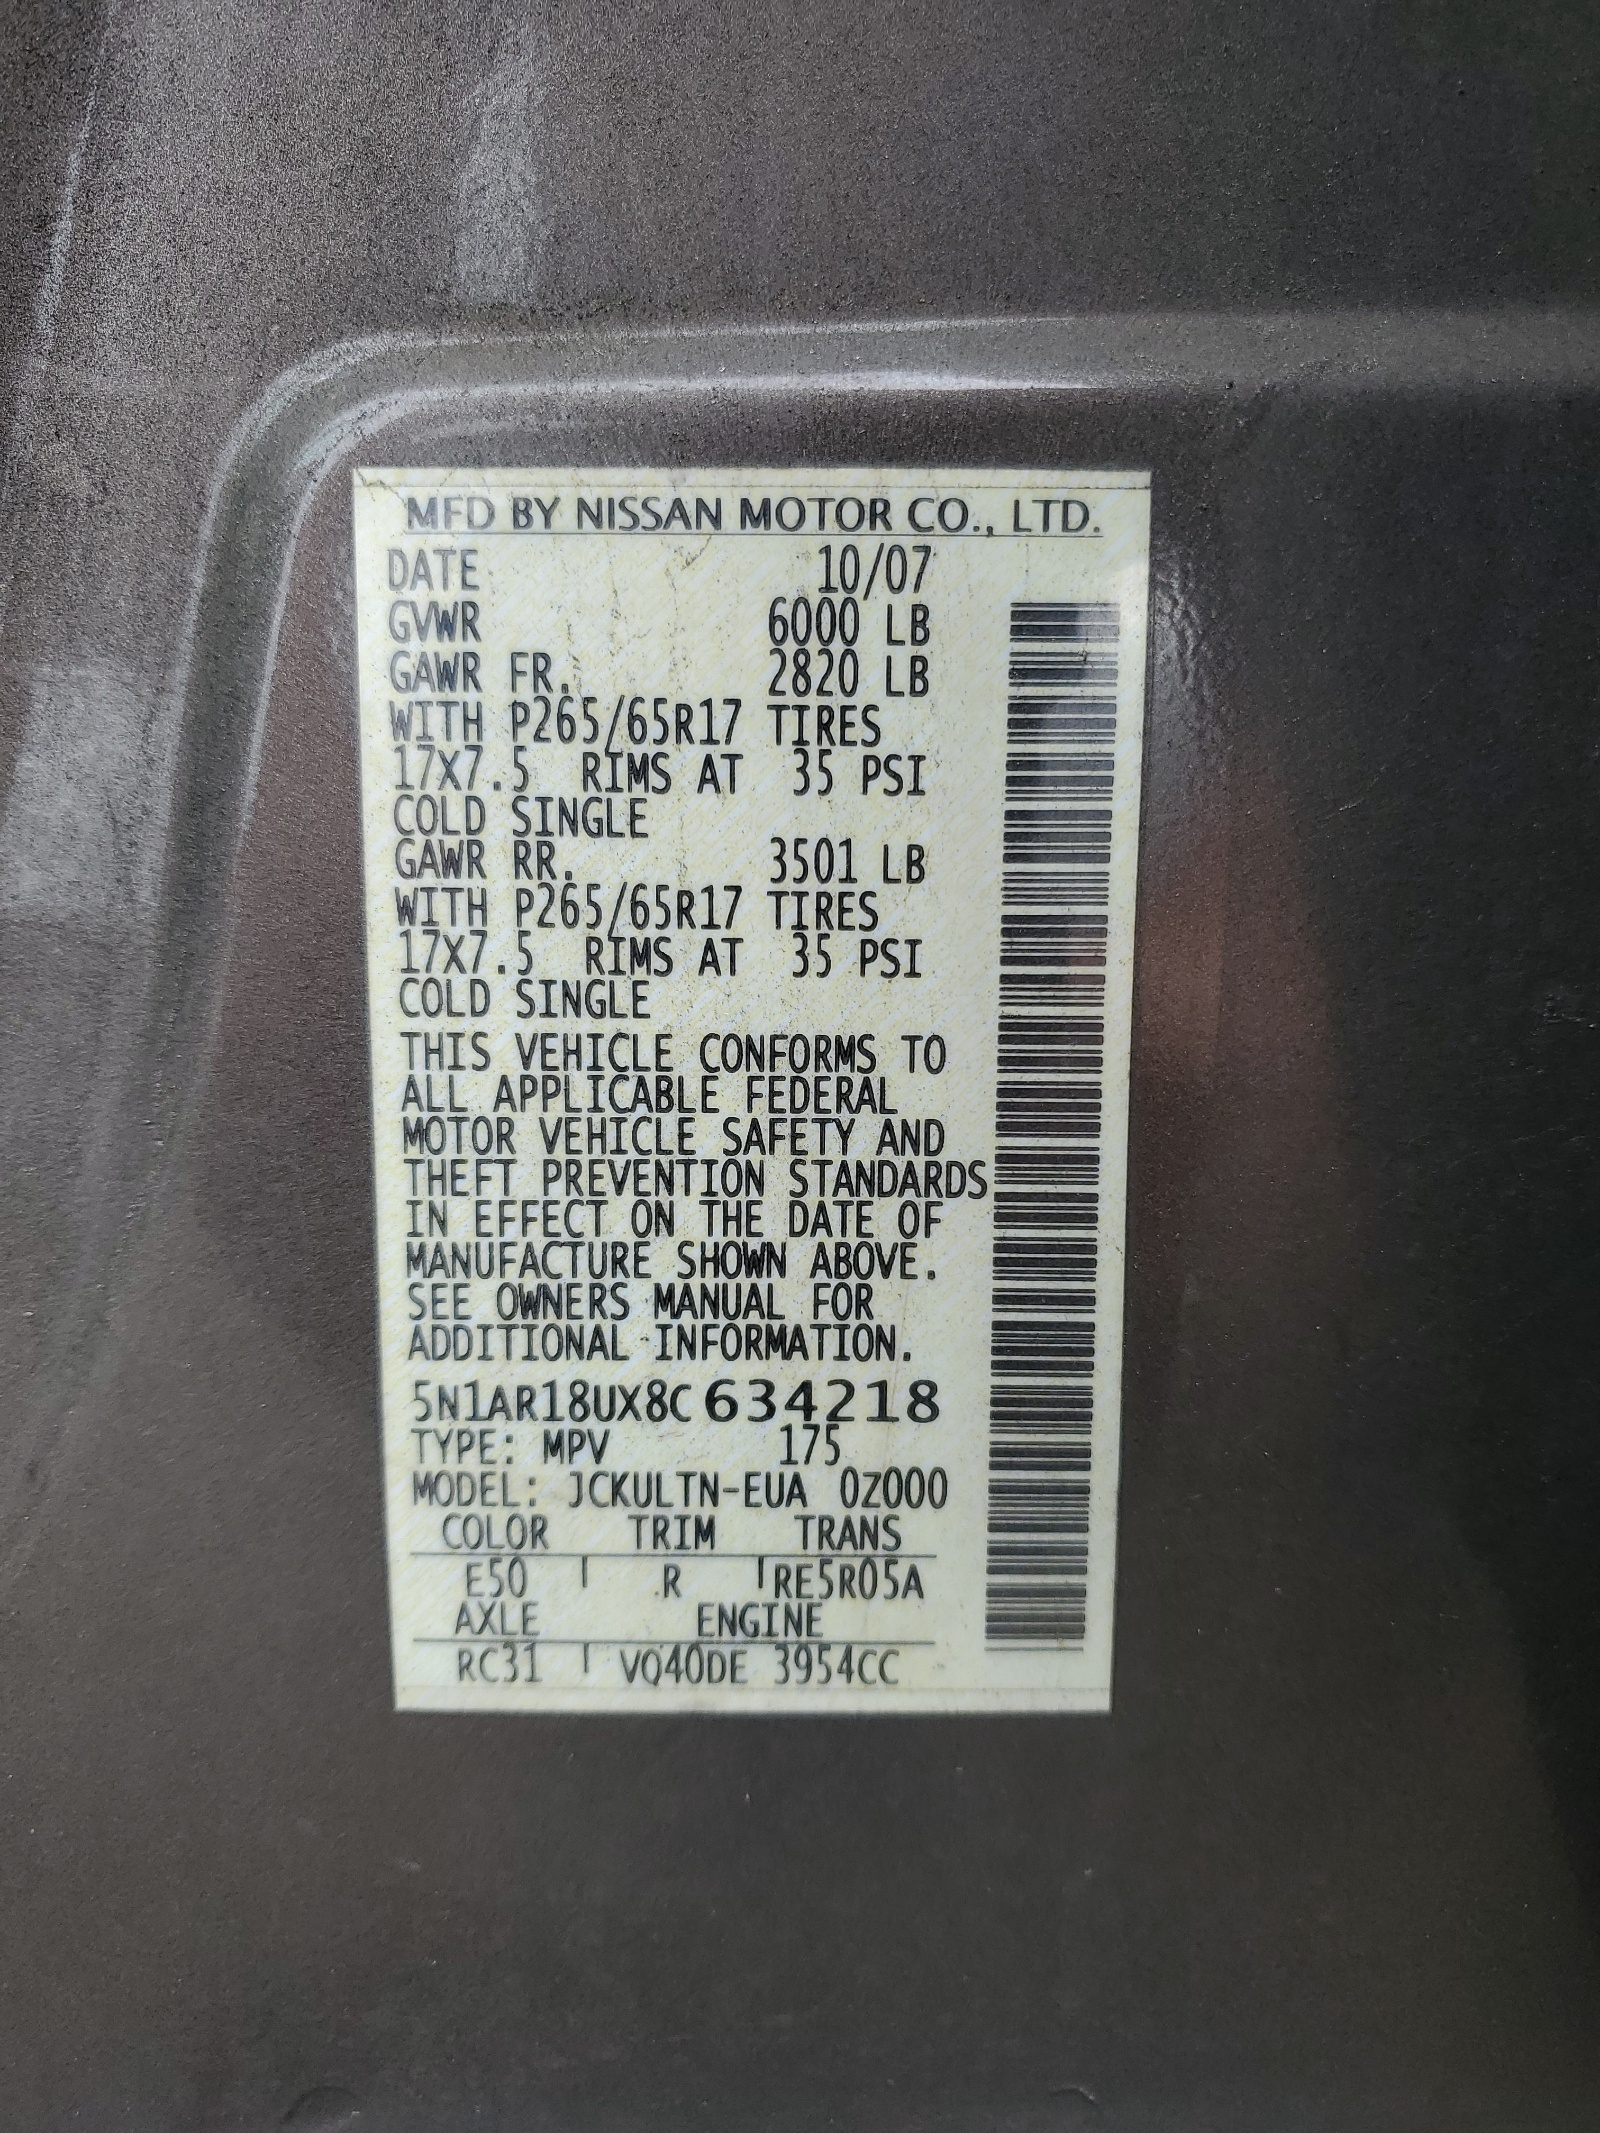 MFD BY NISSAN MOTOR CO., LTD.
DATE 10/07
GVWR 6000 LB
GAWR FR. 2820 LB
WITH P265/65R17 TIRES
17X7.5 RIMS AT 35 PSI
COLD SINGLE
GAWR RR. 3501 LB
WITH P265/65R17 TIRES
17X7.5 RIMS AT 35 PSI
COLD SINGLE
THIS VEHICLE CONFORMS TO
ALL APPLICABLE FEDERAL
MOTOR VEHICLE SAFETY AND
THEFT PREVENTION STANDARDS
IN EFFECT ON THE DATE OF
MANUFACTURE SHOWN ABOVE.
SEE OWNERS MANUAL FOR
ADDITIONAL INFORMATION.
5N1AR18UX8C 634218
TYPE: MPV 175
MODEL: JCKULTN-EUA 0Z000
COLOR TRIM TRANS
E50 R RE5R05A
AXLE ENGINE
RC31 VQ40DE 3954CC